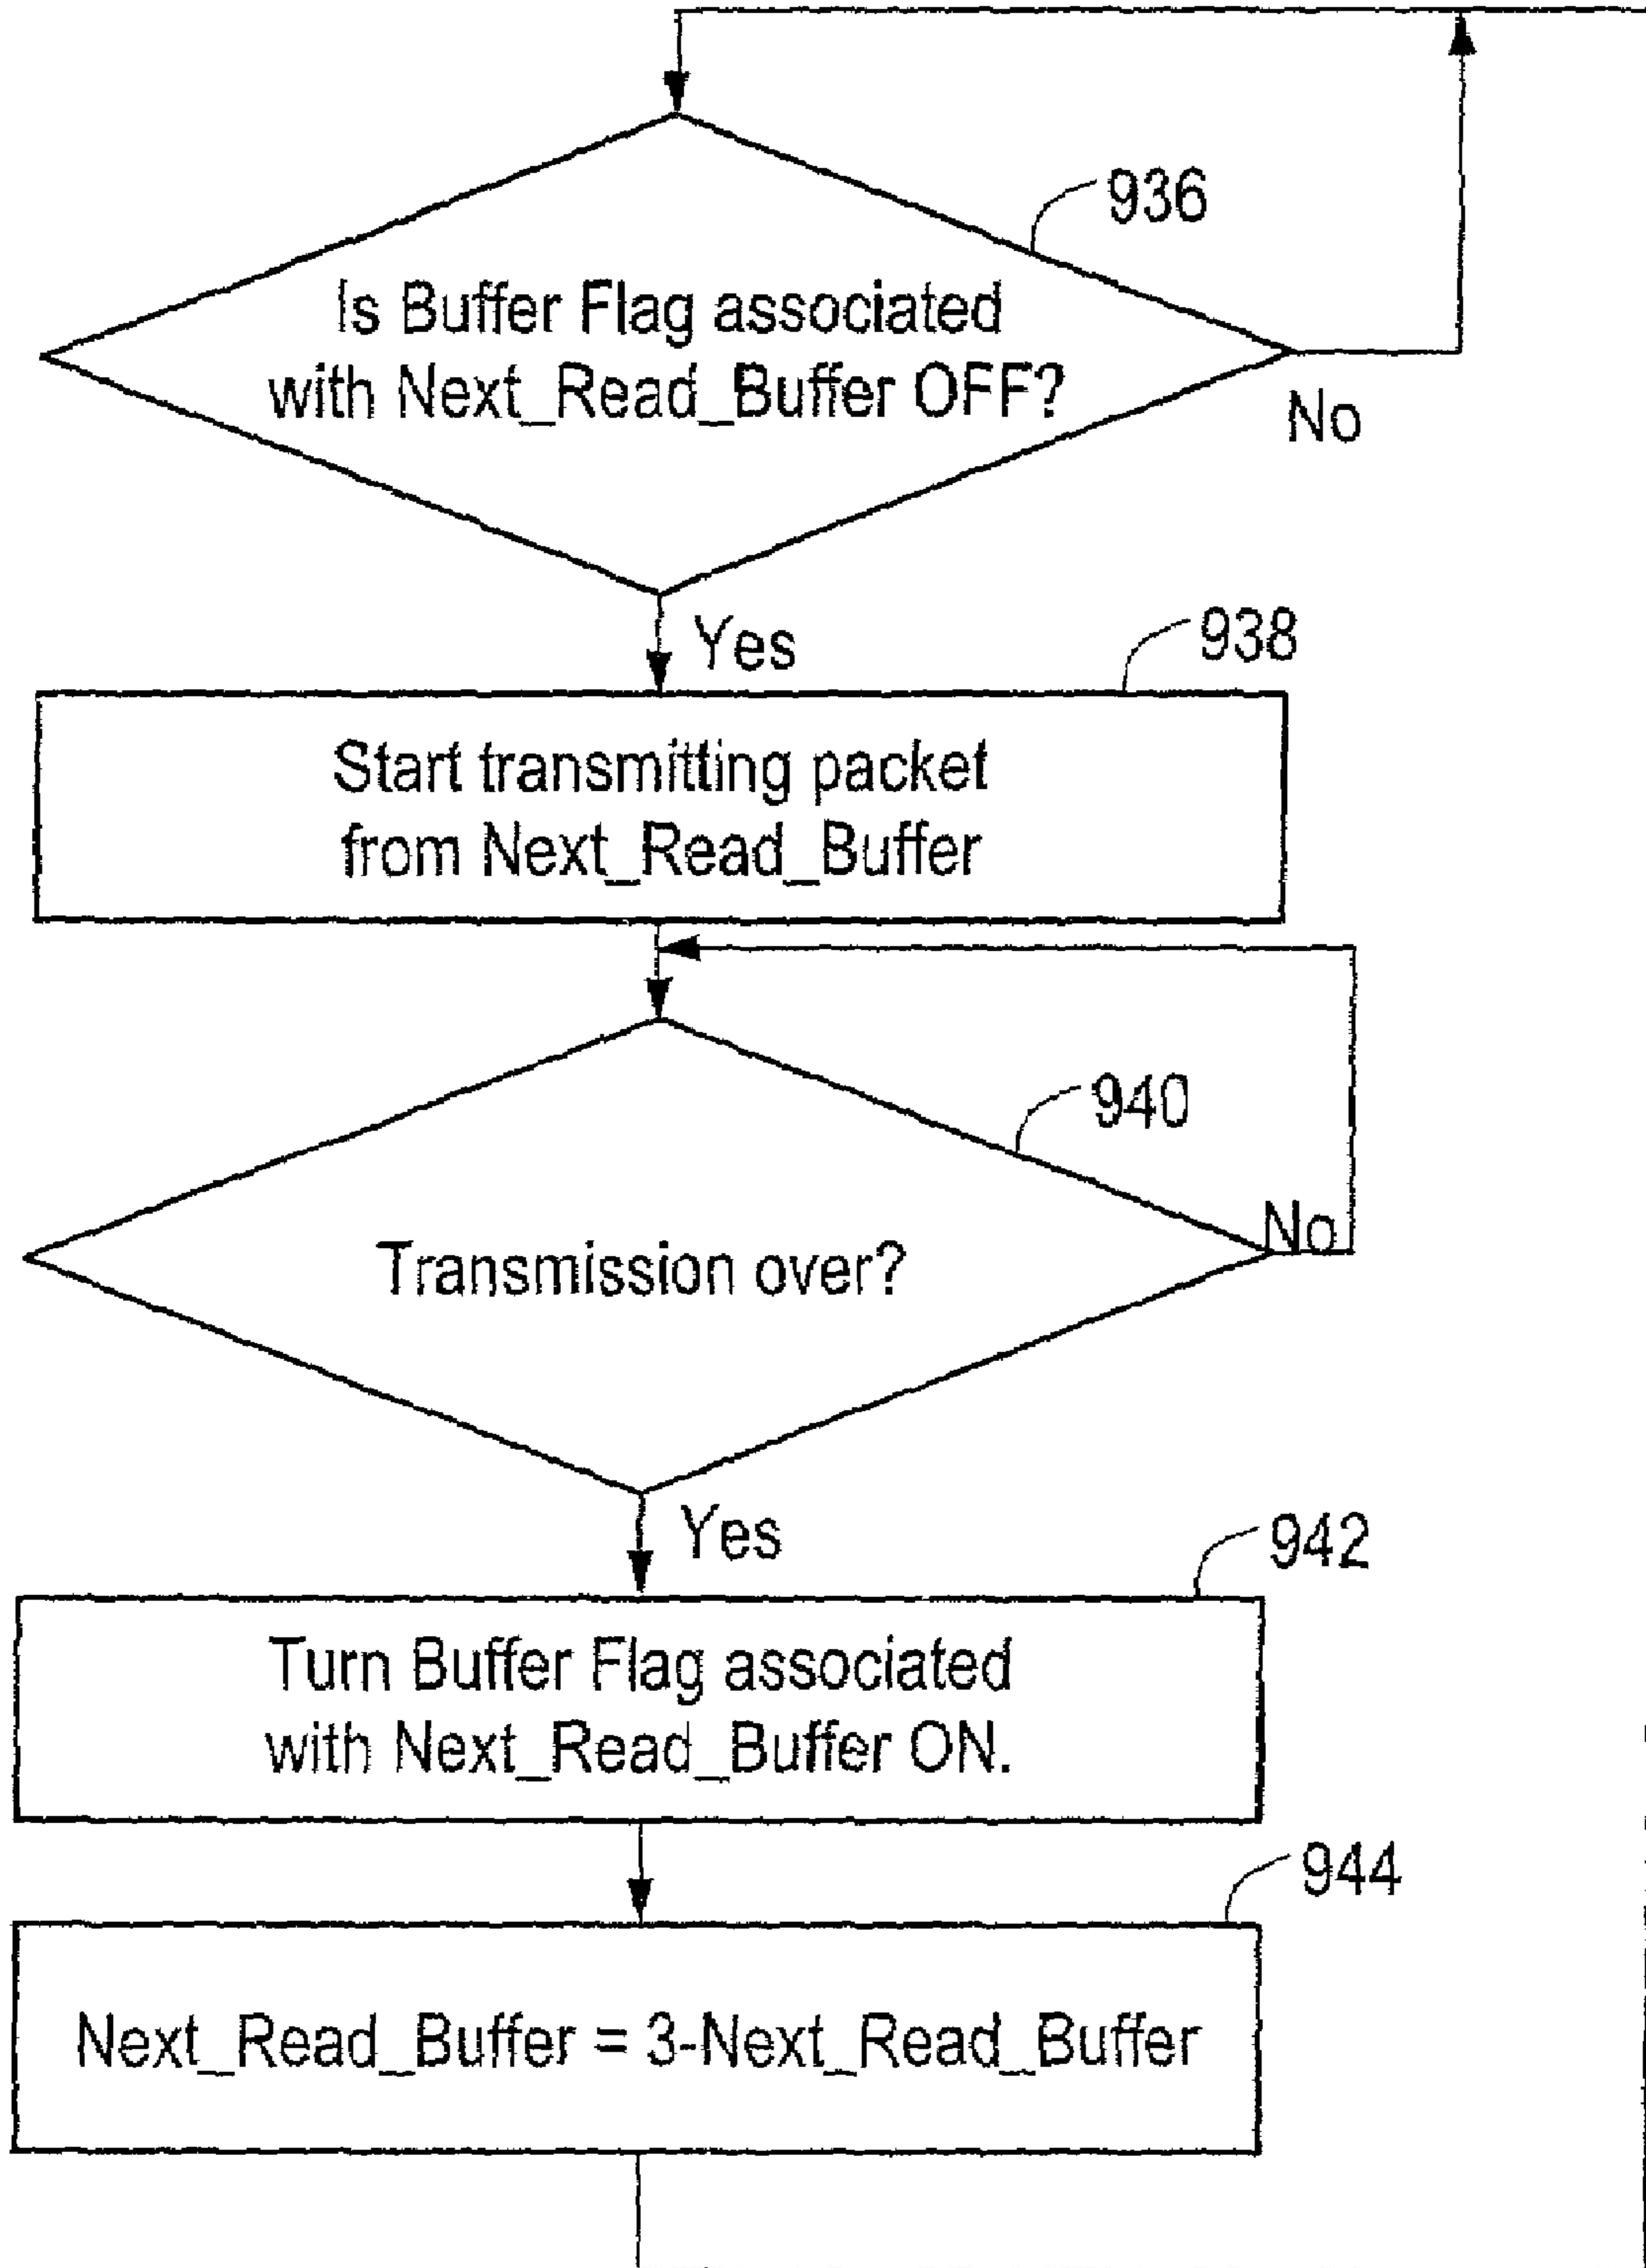 936
Is Buffer Flag associated
with Next_Read_Buffer OFF?
No
Yes
938
Start transmitting packet
from Next_Read_Buffer
940
No
Transmission over?
Yes
942
Turn Buffer Flag associated
with Next_Read_Buffer ON.
944
Next_Read_Buffer = 3-Next_Read_Buffer